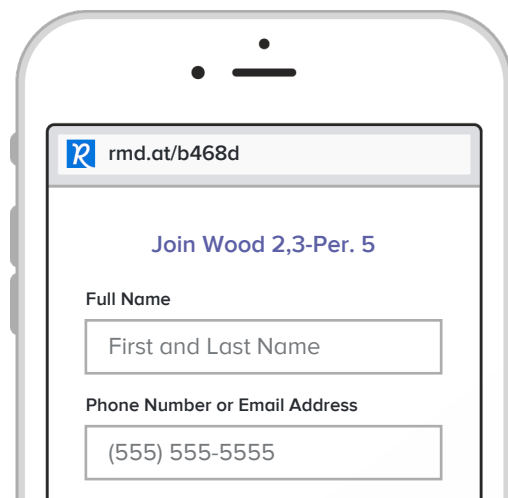 rmd.at/b468d
Join Wood 2,3-Per. 5
Full Name
First and Last Name
Phone Number or Email Address
(555) 555-5555